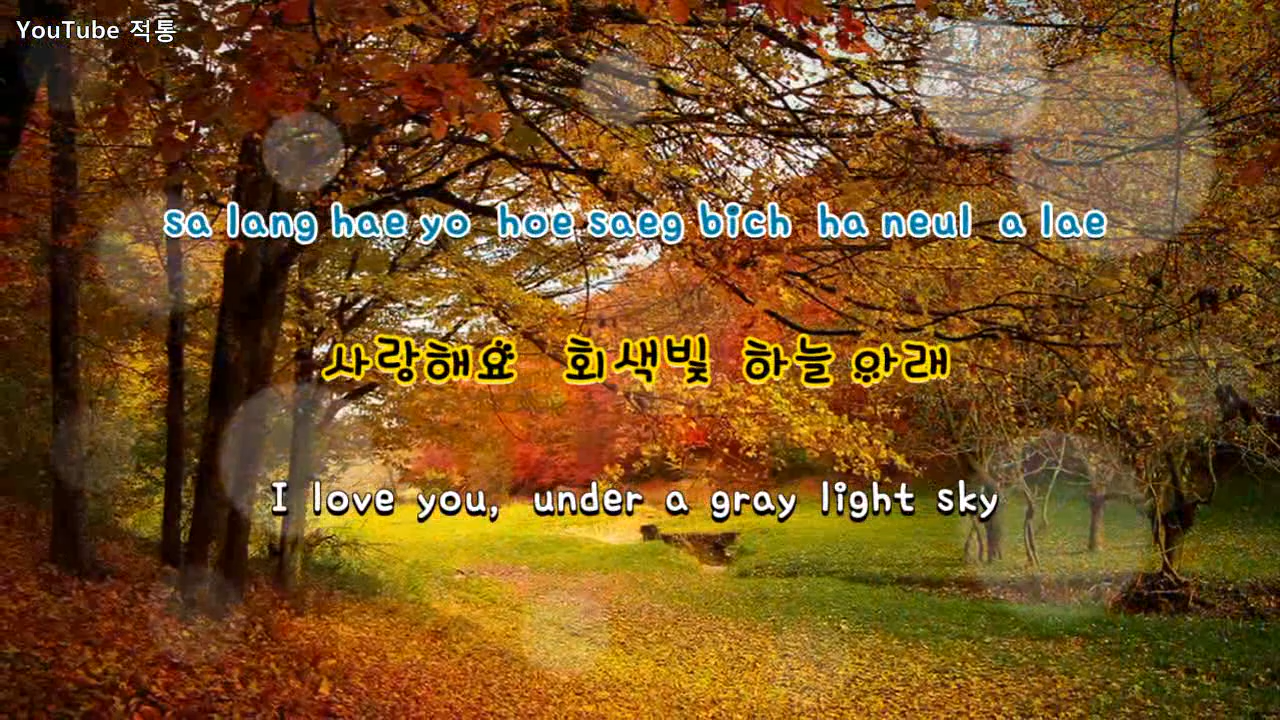 YouTube 적통
sa lang hae yo hoe saeg bich ha neul a lae
사랑해요 회색빛 하늘 아래
I love you, under a gray light sky